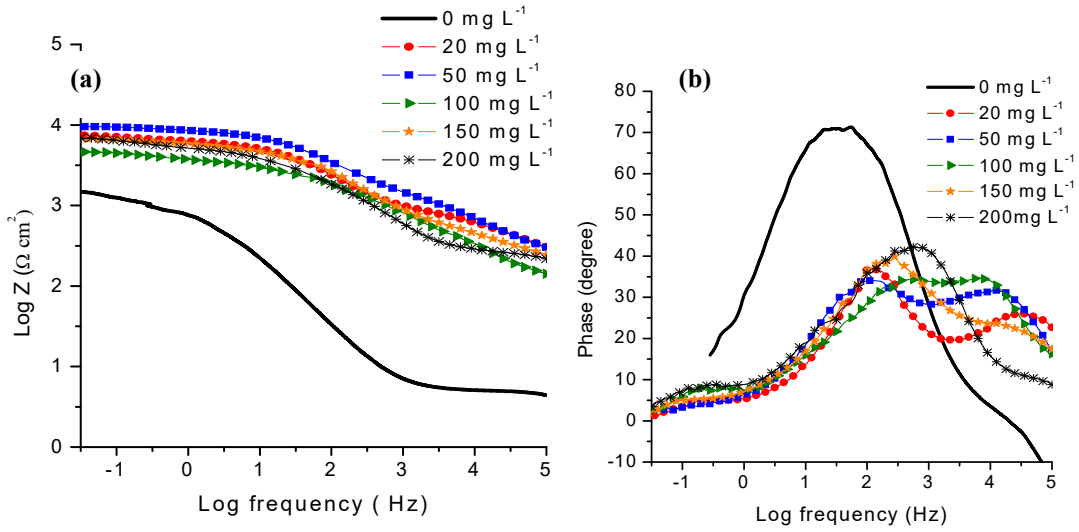 (a)
0 mg L⁻¹
20 mg L⁻¹
50 mg L⁻¹
100 mg L⁻¹
150 mg L⁻¹
200 mg L⁻¹
Log Z (Ω cm²)
5
4
3
2
1
0
-1 0 1 2 3 4 5
Log frequency ( Hz)
(b)
0 mg L⁻¹
20 mg L⁻¹
50 mg L⁻¹
100 mg L⁻¹
150 mg L⁻¹
200mg L⁻¹
Phase (degree)
80
70
60
50
40
30
20
10
0
-10
-1 0 1 2 3 4 5
Log frequency (Hz)